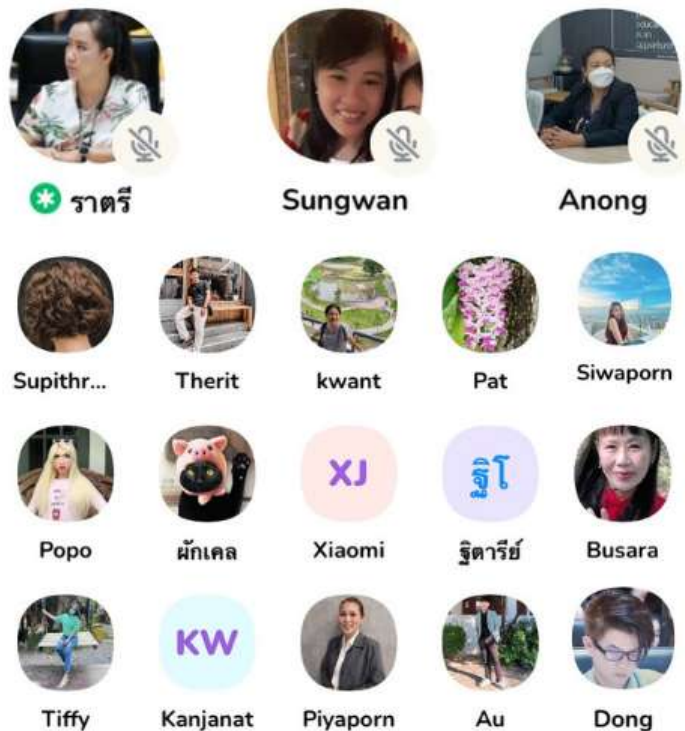 ราตรี
Sungwan
Anong
Supithr...
Therit
kwant
Pat
Siwaporn
XJ
ฐิโ
Popo
ผักเคล
Xiaomi
ฐิตารีย์
Busara
KW
Tiffy
Kanjanat
Piyaporn
Au
Dong